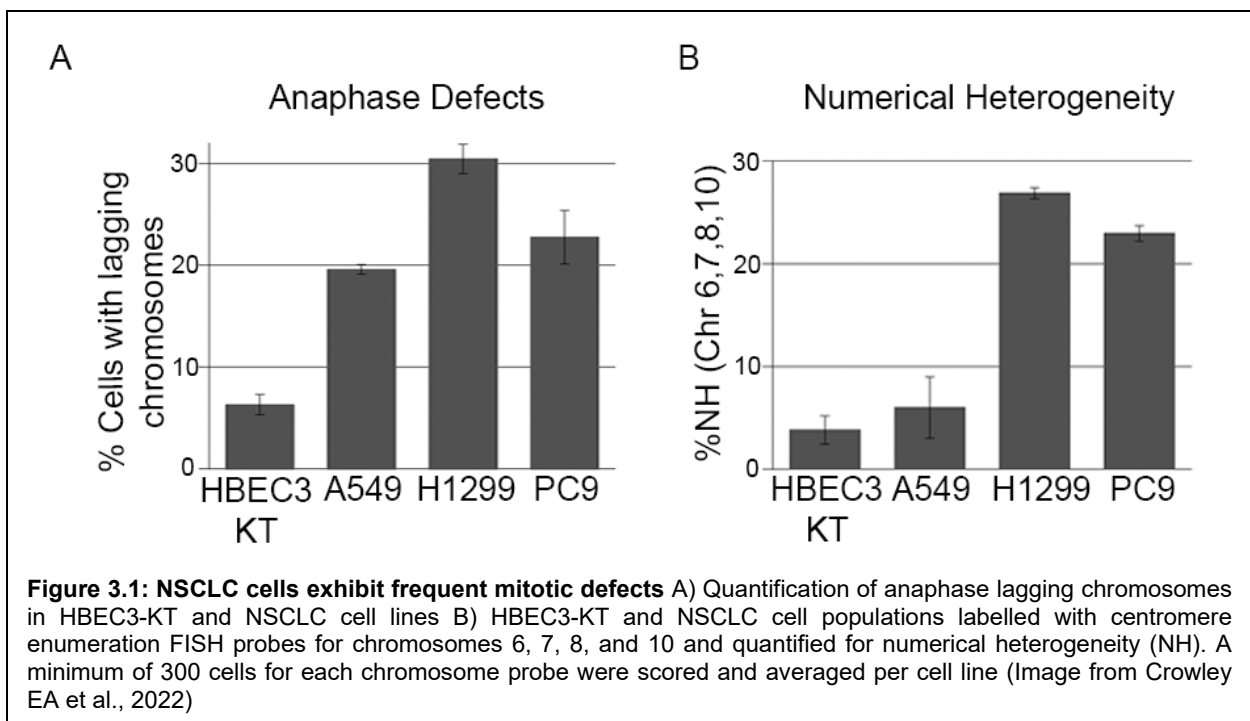 A
Anaphase Defects
% Cells with lagging
chromosomes
30
20
10
0
HBEC3
KT
A549
H1299
PC9
B
Numerical Heterogeneity
%NH (Chr 6,7,8,10)
30
20
10
0
HBEC3
KT
A549
H1299
PC9
Figure 3.1: NSCLC cells exhibit frequent mitotic defects A) Quantification of anaphase lagging chromosomes
in HBEC3-KT and NSCLC cell lines B) HBEC3-KT and NSCLC cell populations labelled with centromere
enumeration FISH probes for chromosomes 6, 7, 8, and 10 and quantified for numerical heterogeneity (NH). A
minimum of 300 cells for each chromosome probe were scored and averaged per cell line (Image from Crowley
EA et al., 2022)